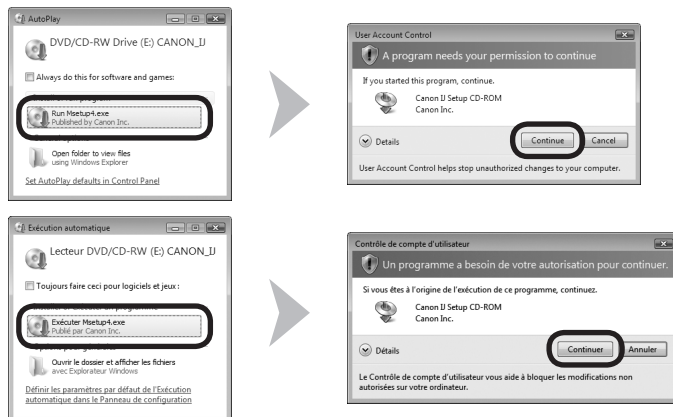 AutoPlay
DVD/CD-RW Drive (E:) CANON_IJ
Always do this for software and games:
Run Msetup4.exe
Published by Canon Inc.
Open folder to view files
using Windows Explorer
Set AutoPlay defaults in Control Panel
User Account Control
A program needs your permission to continue
If you started this program, continue.
Canon IJ Setup CD-ROM
Canon Inc.
Details
Continue
Cancel
User Account Control helps stop unauthorized changes to your computer.
Exécution automatique
Lecteur DVD/CD-RW (E:) CANON_IJ
Toujours faire ceci pour logiciels et jeux :
Exécuter Msetup4.exe
Publié par Canon Inc.
Ouvrir le dossier et afficher les fichiers
avec Explorateur Windows
Définir les paramètres par défaut de l'Exécution
automatique dans le Panneau de configuration
Contrôle de compte d'utilisateur
Un programme a besoin de votre autorisation pour continuer.
Si vous êtes à l'origine de l'exécution de ce programme, continuez.
Canon IJ Setup CD-ROM
Canon Inc.
Détails
Continuer
Annuler
Le Contrôle de compte d'utilisateur vous aide à bloquer les modifications non
autorisées sur votre ordinateur.